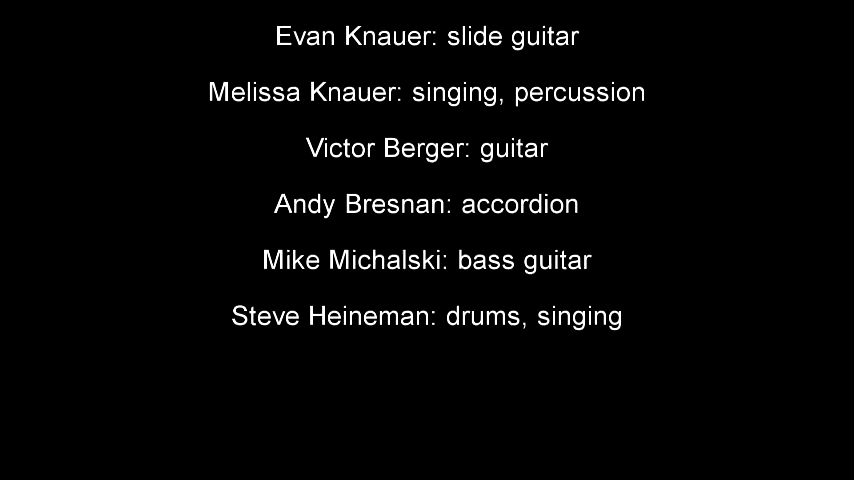 Evan Knauer: slide guitar
Melissa Knauer: singing, percussion
Victor Berger: guitar
Andy Bresnan: accordion
Mike Michalski: bass guitar
Steve Heineman: drums, singing